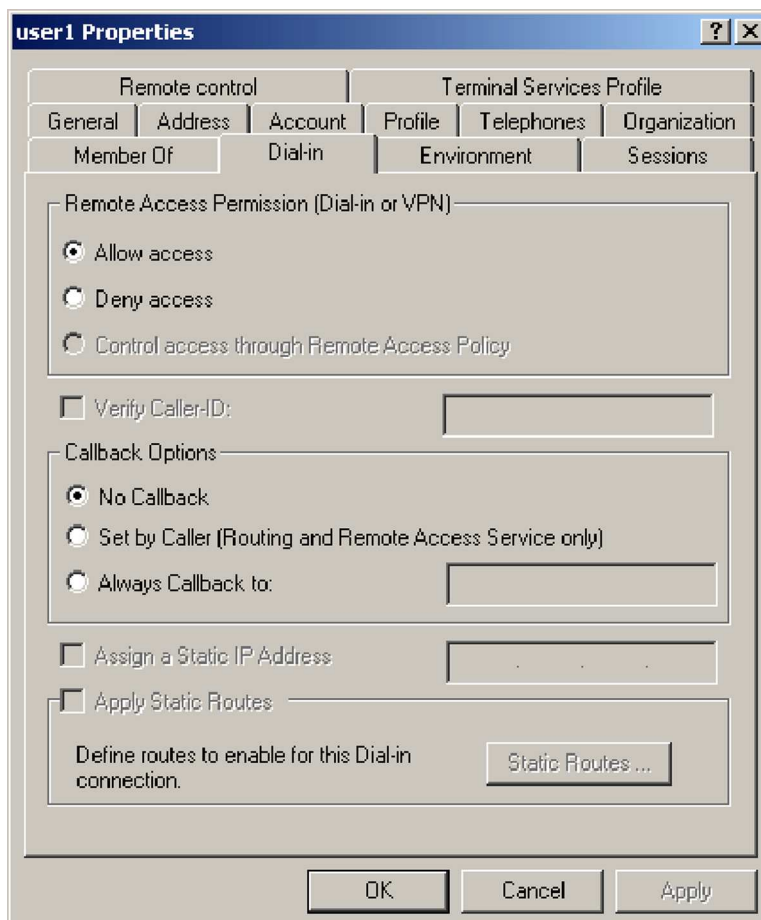 user1 Properties
Remote control Terminal Services Profile
General Address Account Profile Telephones Organization
Member Of Dial-in Environment Sessions
Remote Access Permission (Dial-in or VPN)
Allow access
Deny access
Control access through Remote Access Policy
Verify Caller-ID:
Callback Options
No Callback
Set by Caller (Routing and Remote Access Service only)
Always Callback to:
Assign a Static IP Address
Apply Static Routes
Define routes to enable for this Dial-in
connection.
Static Routes ...
OK Cancel Apply